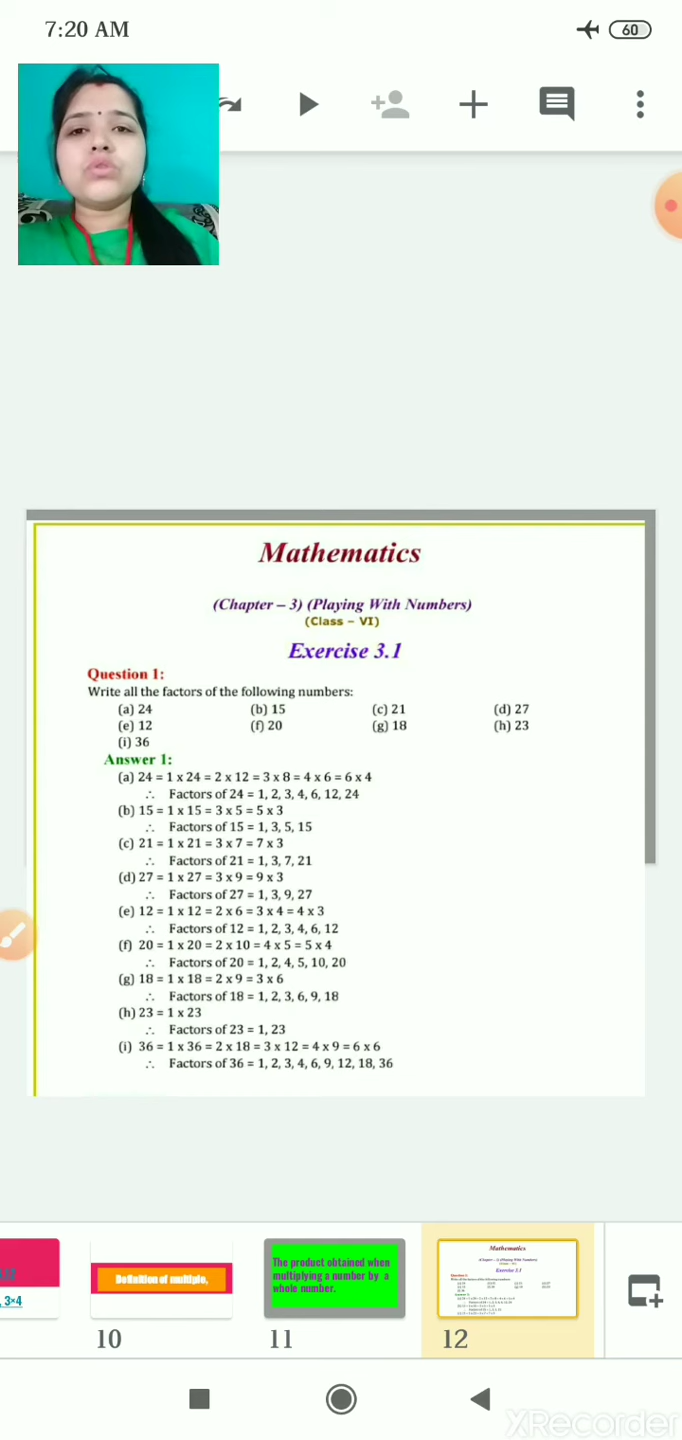 7:20 AM
60
Mathematics
(Chapter – 3) (Playing With Numbers)
(Class – VI)
Exercise 3.1
Question 1:
Write all the factors of the following numbers:
(a) 24 (b) 15 (c) 21 (d) 27
(e) 12 (f) 20 (g) 18 (h) 23
(i) 36
Answer 1:
(a) 24 = 1 x 24 = 2 x 12 = 3 x 8 = 4 x 6 = 6 x 4
∴ Factors of 24 = 1, 2, 3, 4, 6, 12, 24
(b) 15 = 1 x 15 = 3 x 5 = 5 x 3
∴ Factors of 15 = 1, 3, 5, 15
(c) 21 = 1 x 21 = 3 x 7 = 7 x 3
∴ Factors of 21 = 1, 3, 7, 21
(d) 27 = 1 x 27 = 3 x 9 = 9 x 3
∴ Factors of 27 = 1, 3, 9, 27
(e) 12 = 1 x 12 = 2 x 6 = 3 x 4 = 4 x 3
∴ Factors of 12 = 1, 2, 3, 4, 6, 12
(f) 20 = 1 x 20 = 2 x 10 = 4 x 5 = 5 x 4
∴ Factors of 20 = 1, 2, 4, 5, 10, 20
(g) 18 = 1 x 18 = 2 x 9 = 3 x 6
∴ Factors of 18 = 1, 2, 3, 6, 9, 18
(h) 23 = 1 x 23
∴ Factors of 23 = 1, 23
(i) 36 = 1 x 36 = 2 x 18 = 3 x 12 = 4 x 9 = 6 x 6
∴ Factors of 36 = 1, 2, 3, 4, 6, 9, 12, 18, 36
, 3×4
Definition of multiple,
10
The product obtained when
multiplying a number by a
whole number.
11
Mathematics
Exercise 3.1
12
XRecorder